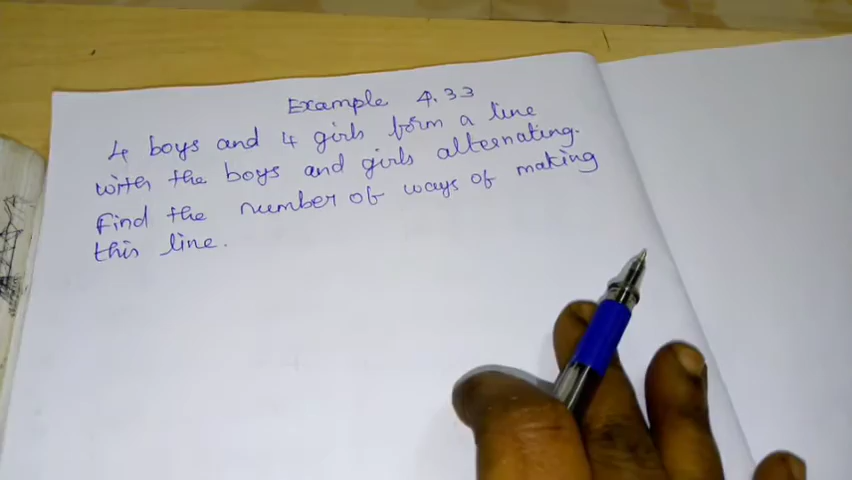 Example 4.33
4 boys and 4 girls form a line
with the boys and girls alternating.
Find the number of ways of making
this line.